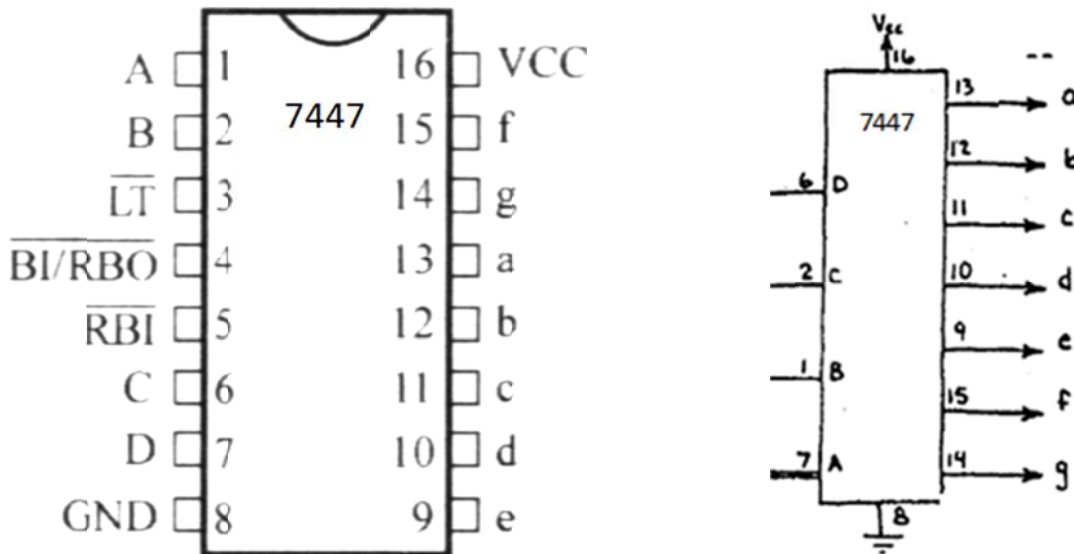 A 1 16 VCC
B 2 7447 15 f
LT 3 14 g
BI/RBO 4 13 a
RBI 5 12 b
C 6 11 c
D 7 10 d
GND 8 9 e
Vcc
16
13 a
7447
12 b
6 D
11 c
2 C
10 d
9 e
1 B
15 f
7 A
14 g
8